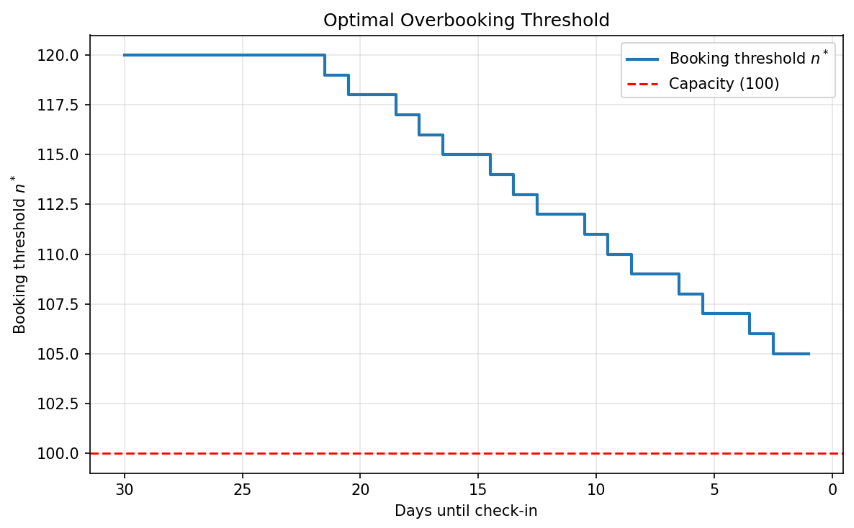 Optimal Overbooking Threshold
Booking threshold n*
Capacity (100)
Booking threshold n*
120.0
117.5
115.0
112.5
110.0
107.5
105.0
102.5
100.0
30 25 20 15 10 5 0
Days until check-in